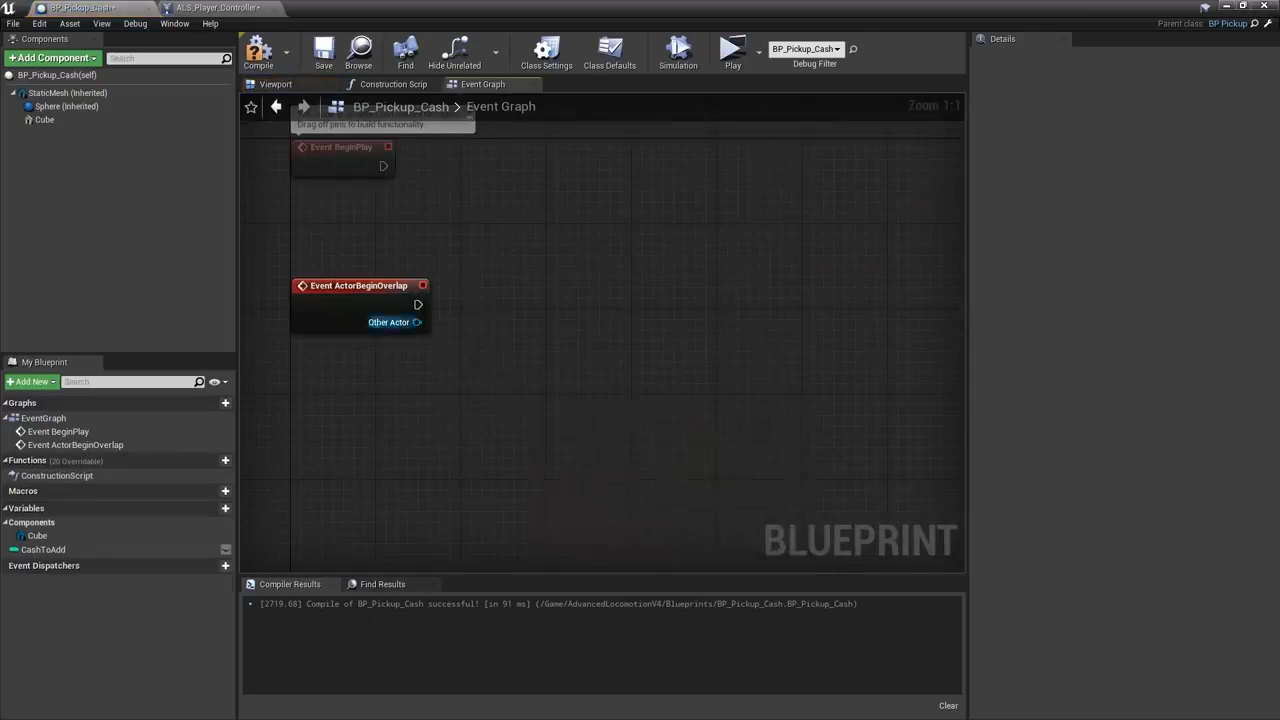 BP_Pickup_Cash*
ALS_Player_Controller*
File Edit Asset View Debug Window Help
Parent class: BP Pickup
Components
Details
+Add Component
Search
Compile Save Browse Find Hide Unrelated Class Settings Class Defaults Simulation Play
BP_Pickup_Cash
Debug Filter
BP_Pickup_Cash(self)
StaticMesh (Inherited)
Sphere (Inherited)
Cube
Viewport
Construction Scrip
Event Graph
BP_Pickup_Cash > Event Graph
Zoom 1:1
Drag off pins to build functionality
Event BeginPlay
Event ActorBeginOverlap
Other Actor
BLUEPRINT
My Blueprint
+Add New
Search
Graphs
EventGraph
Event BeginPlay
Event ActorBeginOverlap
Functions (20 Overridable)
ConstructionScript
Macros
Variables
Components
Cube
CashToAdd
Event Dispatchers
Compiler Results
Find Results
[2719.68] Compile of BP_Pickup_Cash successful! [in 91 ms] (/Game/AdvancedLocomotionV4/Blueprints/BP_Pickup_Cash.BP_Pickup_Cash)
Clear